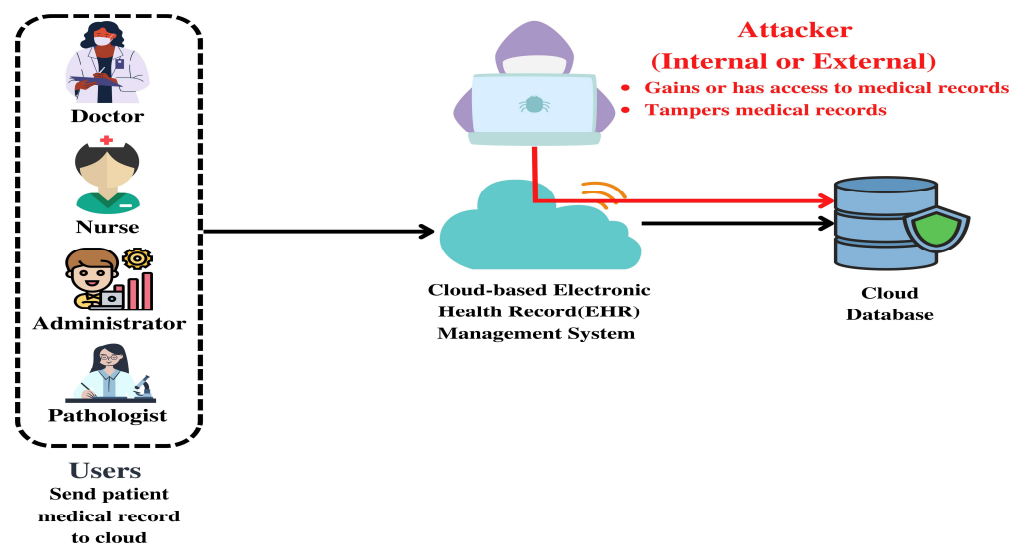 Doctor
Nurse
Administrator
Pathologist
Users
Send patient
medical record
to cloud
Cloud-based Electronic
Health Record(EHR)
Management System
Attacker
(Internal or External)
• Gains or has access to medical records
• Tampers medical records
Cloud
Database